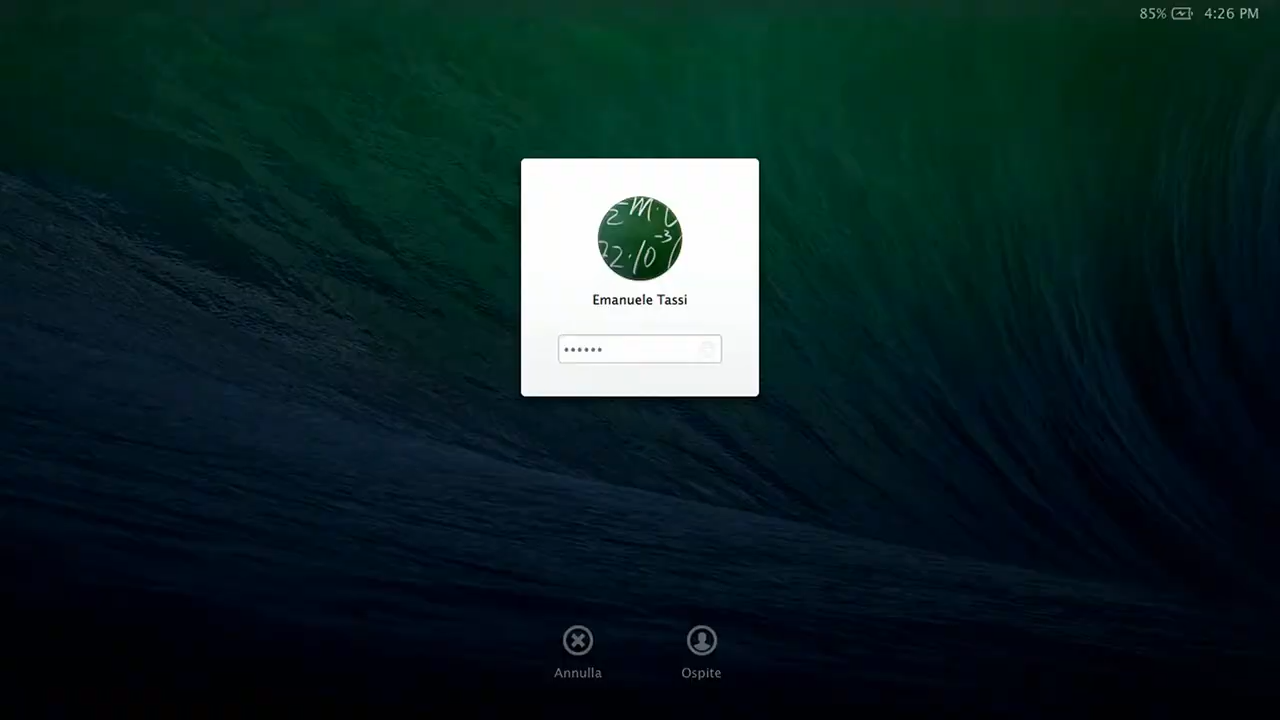 85% 4:26 PM
Emanuele Tassi
••••••
Annulla
Ospite